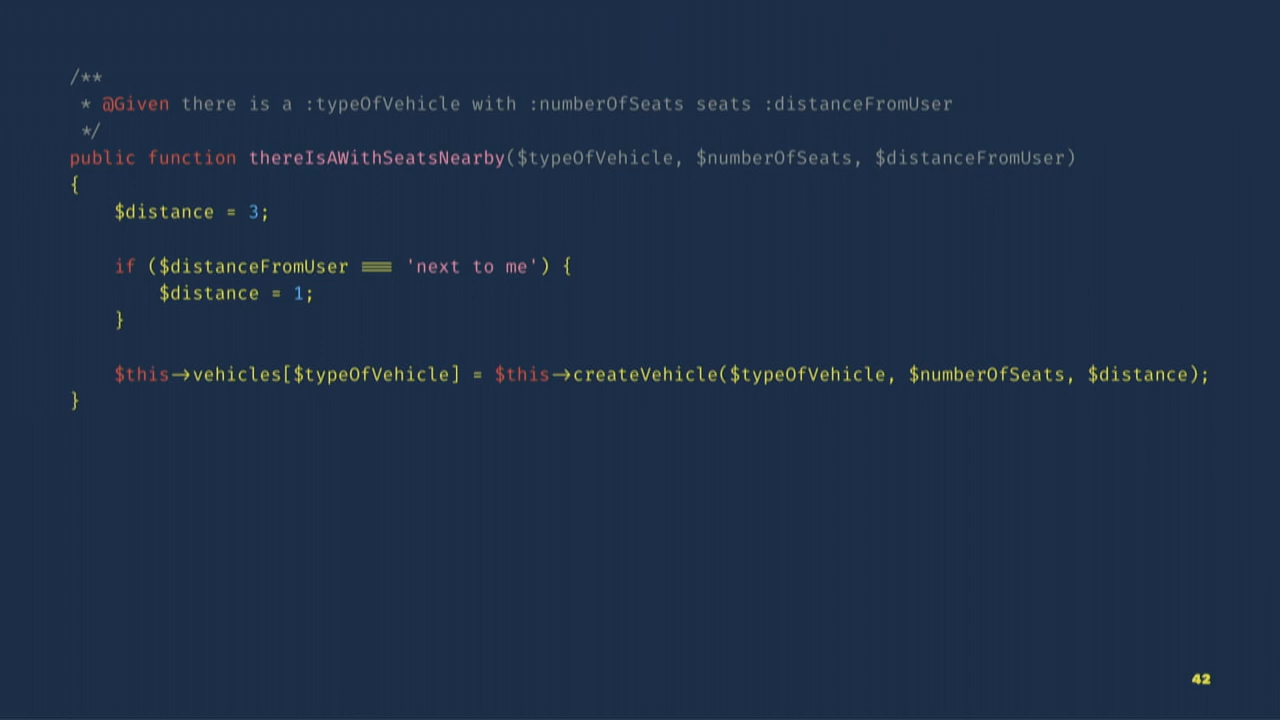 /**
 * @Given there is a :typeOfVehicle with :numberOfSeats seats :distanceFromUser
 */
public function thereIsAWithSeatsNearby($typeOfVehicle, $numberOfSeats, $distanceFromUser)
{
    $distance = 3;

    if ($distanceFromUser === 'next to me') {
        $distance = 1;
    }

    $this->vehicles[$typeOfVehicle] = $this->createVehicle($typeOfVehicle, $numberOfSeats, $distance);
}
42